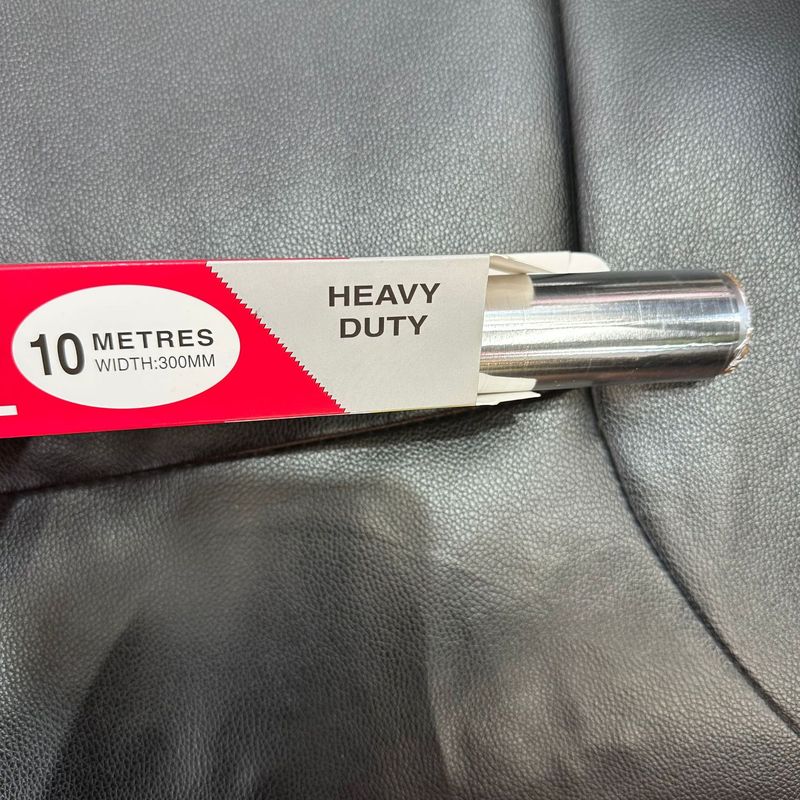 10 METRES
WIDTH:300MM
HEAVY
DUTY